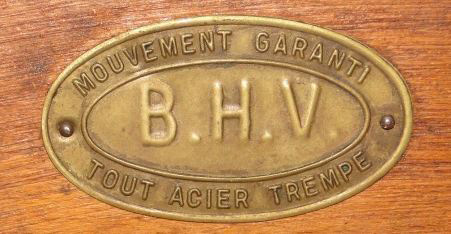 MOUVEMENT GARANTI
B.H.V.
TOUT ACIER TREMPE